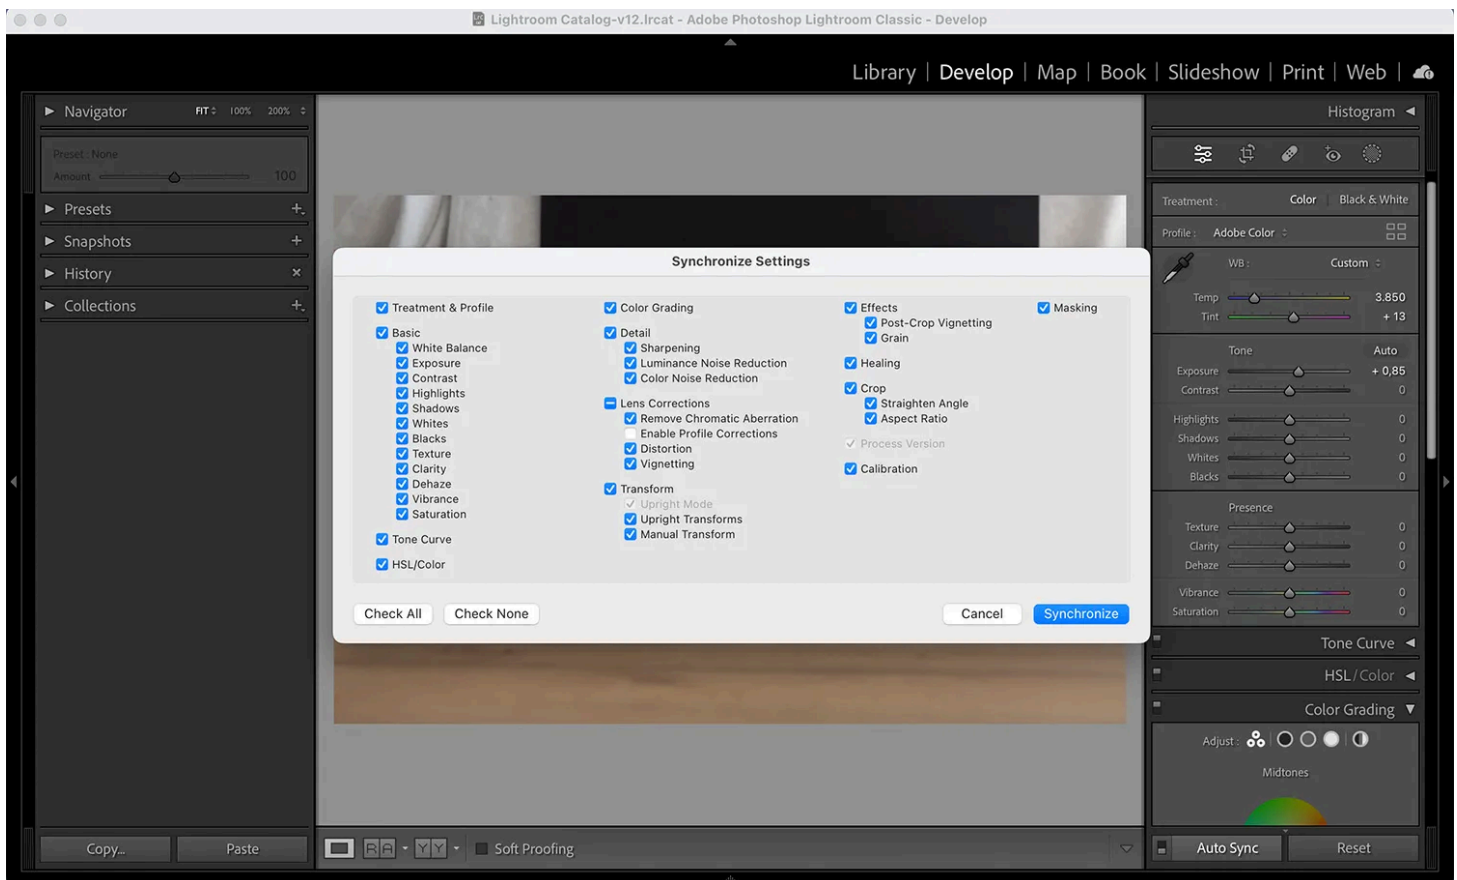 Lightroom Catalog-v12.lrcat - Adobe Photoshop Lightroom Classic - Develop
Library | Develop | Map | Book | Slideshow | Print | Web |
Navigator FIT 100% 200%
Preset : None
Amount 100
Presets
Snapshots
History
Collections
Copy... Paste
Synchronize Settings
Treatment & Profile
Basic
White Balance
Exposure
Contrast
Highlights
Shadows
Whites
Blacks
Texture
Clarity
Dehaze
Vibrance
Saturation
Tone Curve
HSL/Color
Color Grading
Detail
Sharpening
Luminance Noise Reduction
Color Noise Reduction
Lens Corrections
Remove Chromatic Aberration
Enable Profile Corrections
Distortion
Vignetting
Transform
Upright Mode
Upright Transforms
Manual Transform
Effects
Post-Crop Vignetting
Grain
Healing
Crop
Straighten Angle
Aspect Ratio
Process Version
Calibration
Masking
Check All Check None Cancel Synchronize
RA YY Soft Proofing
Histogram
Treatment : Color | Black & White
Profile : Adobe Color
WB : Custom
Temp 3.850
Tint + 13
Tone Auto
Exposure + 0,85
Contrast 0
Highlights 0
Shadows 0
Whites 0
Blacks 0
Presence
Texture 0
Clarity 0
Dehaze 0
Vibrance 0
Saturation 0
Tone Curve
HSL / Color
Color Grading
Adjust :
Midtones
Auto Sync Reset